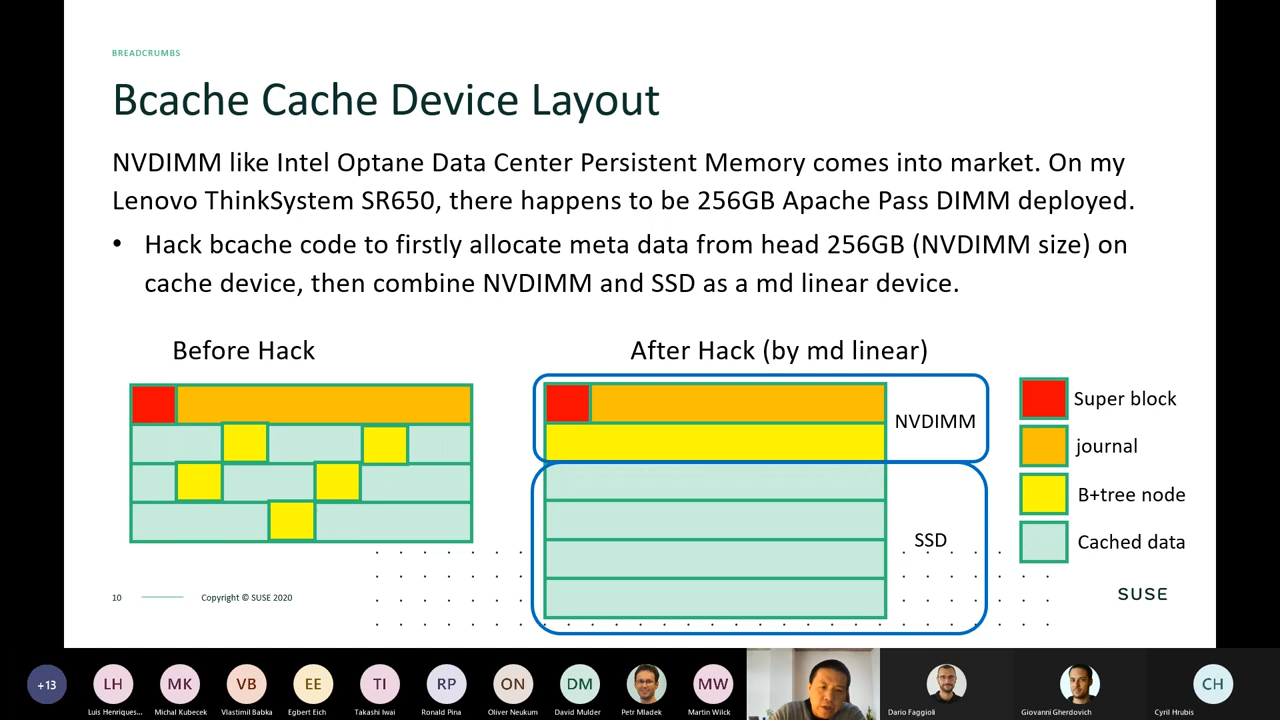 BREADCRUMBS
Bcache Cache Device Layout
NVDIMM like Intel Optane Data Center Persistent Memory comes into market. On my
Lenovo ThinkSystem SR650, there happens to be 256GB Apache Pass DIMM deployed.
• Hack bcache code to firstly allocate meta data from head 256GB (NVDIMM size) on
cache device, then combine NVDIMM and SSD as a md linear device.
Before Hack
After Hack (by md linear)
NVDIMM
SSD
Super block
journal
B+tree node
Cached data
10
Copyright © SUSE 2020
SUSE
+13
LH
MK
VB
EE
TI
RP
ON
DM
MW
CH
Luis Henriques...
Michal Kubecek
Vlastimil Babka
Egbert Eich
Takashi Iwai
Ronald Pina
Oliver Neukum
David Mulder
Petr Mladek
Martin Wilck
Dario Faggioli
Giovanni Gherdovich
Cyril Hrubis